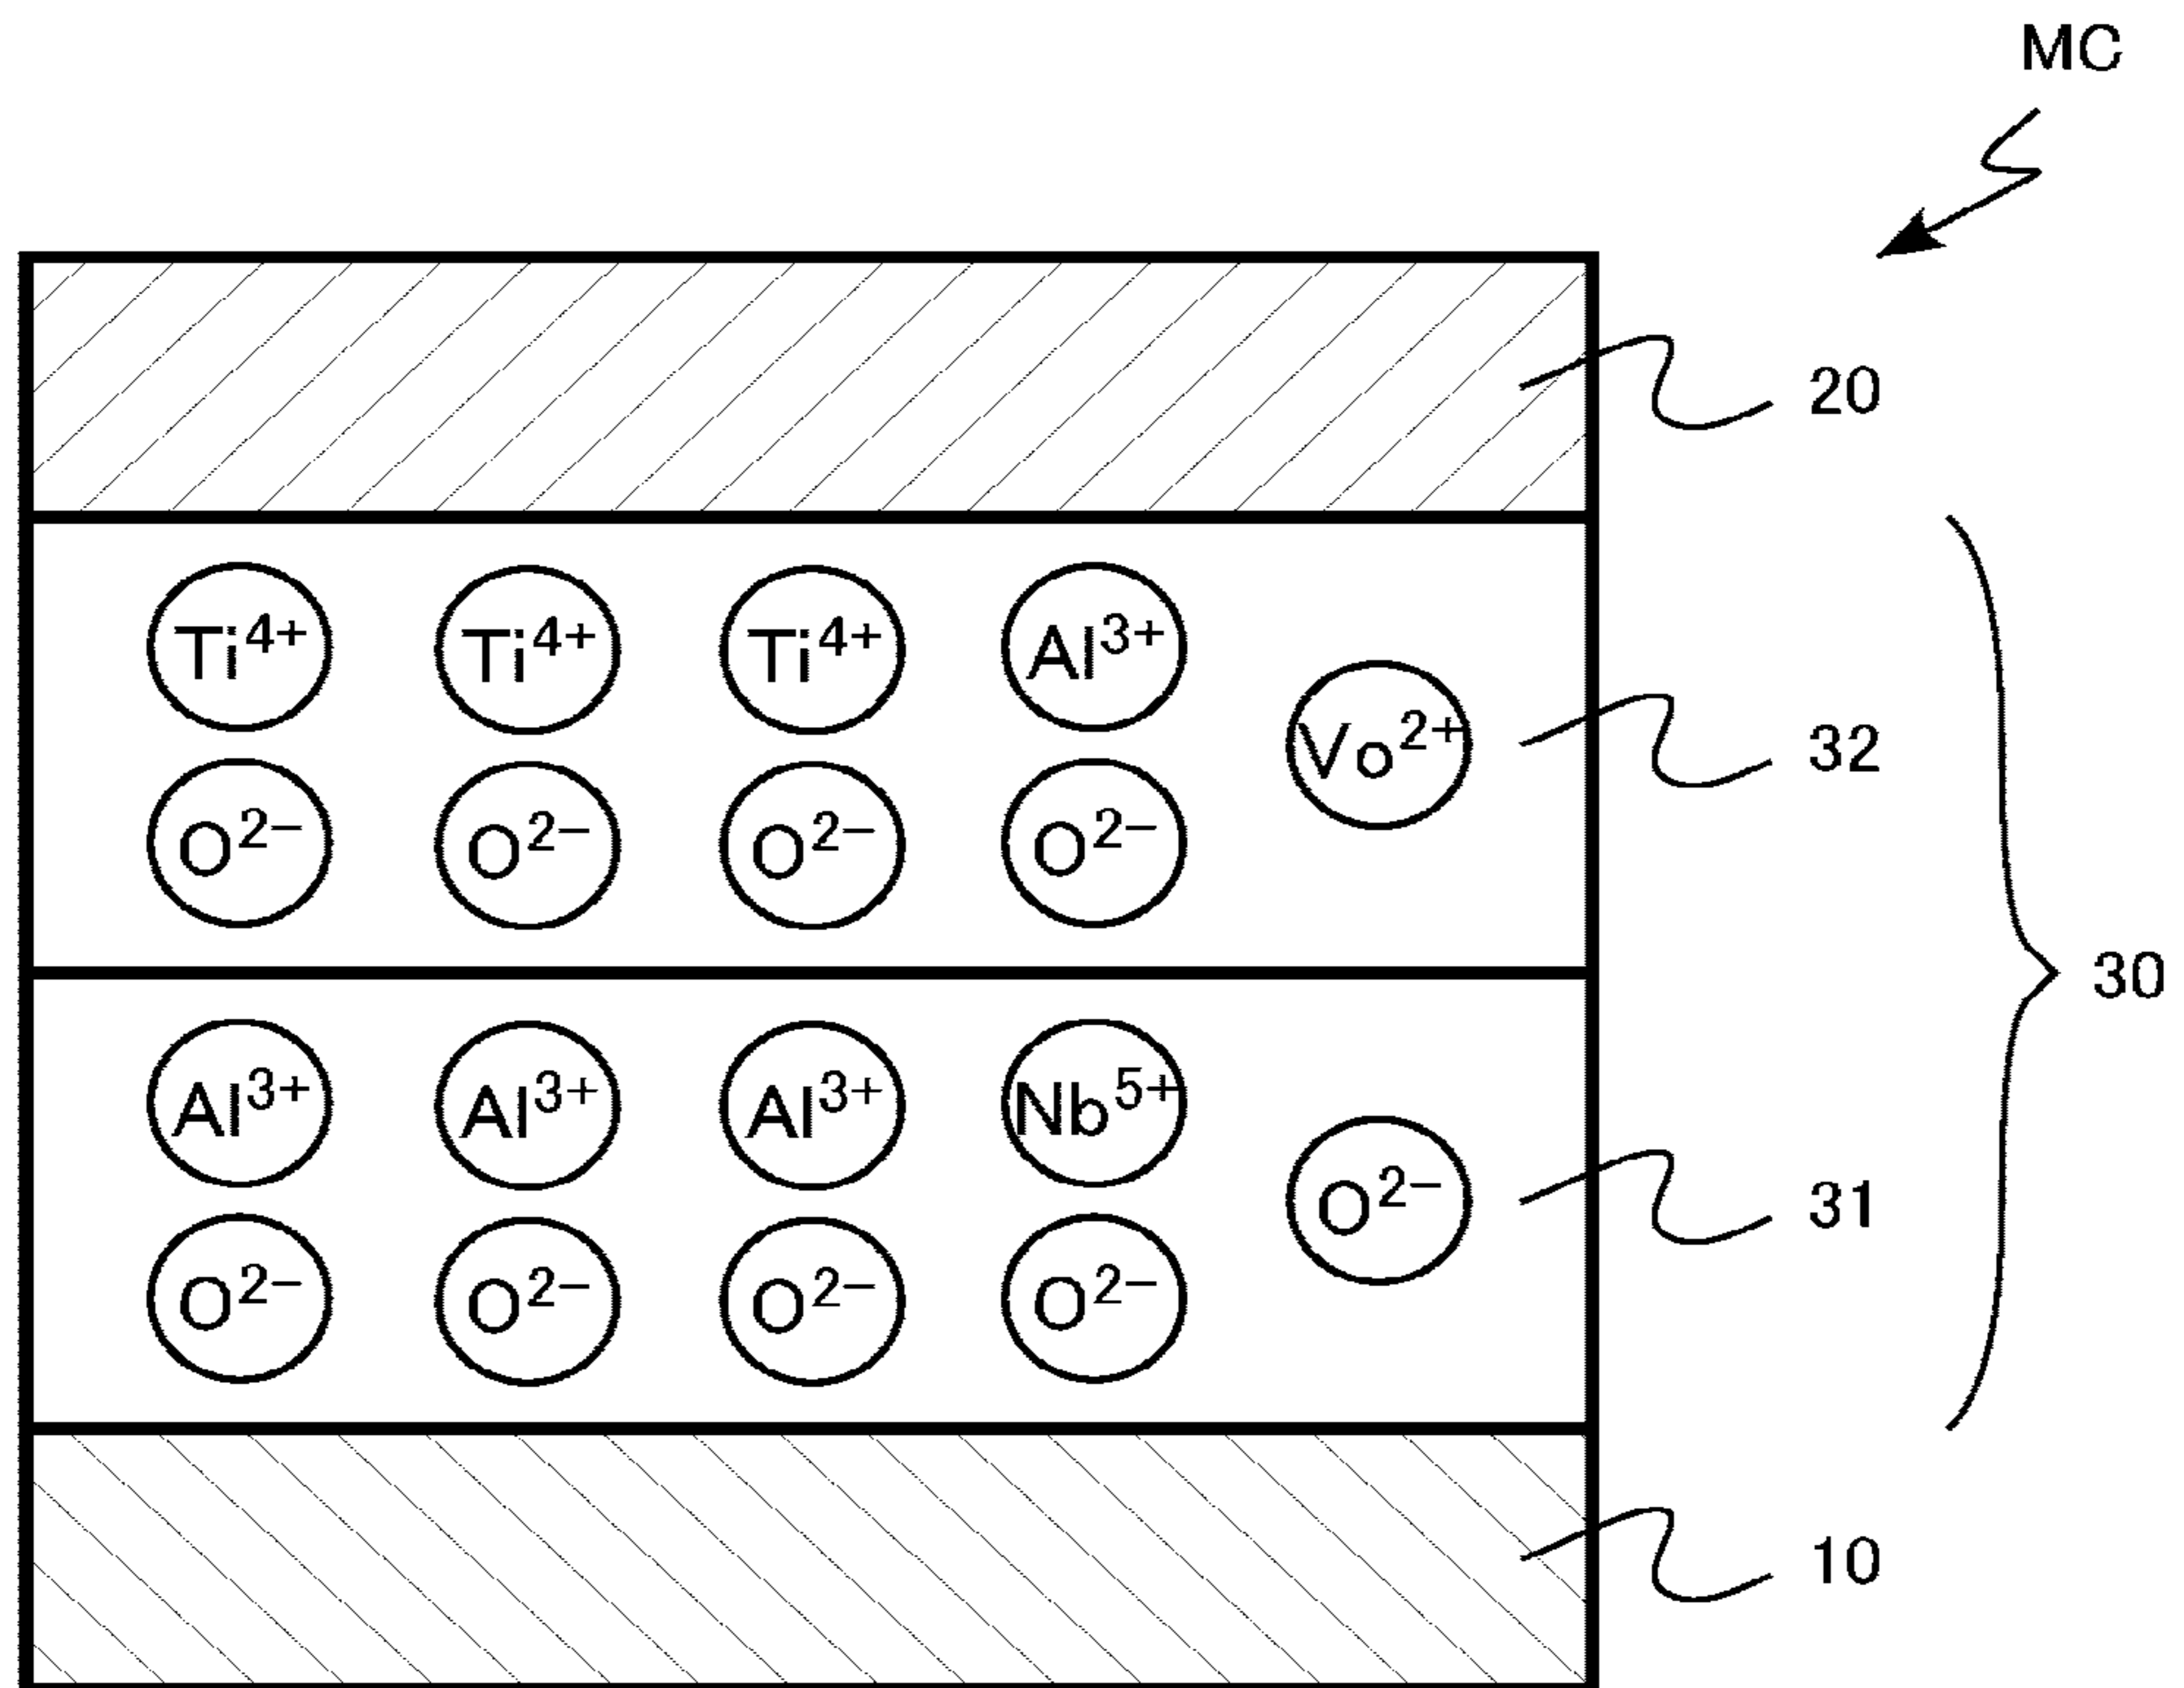 MC
20
Ti4+ Ti4+ Ti4+ Al3+
Vo2+ 32
O2− O2− O2− O2−
30
Al3+ Al3+ Al3+ Nb5+
O2− 31
O2− O2− O2− O2−
10